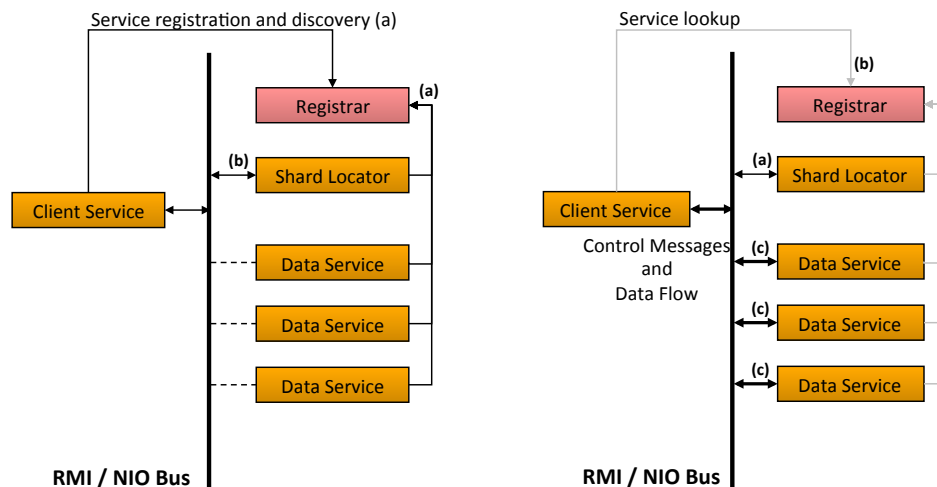 Service registration and discovery (a)
(a)
Registrar
(b)
Shard Locator
Client Service
Data Service
Data Service
Data Service
RMI / NIO Bus
Service lookup
(b)
Registrar
(a)
Shard Locator
Client Service
Control Messages
and
Data Flow
(c)
Data Service
(c)
Data Service
(c)
Data Service
RMI / NIO Bus